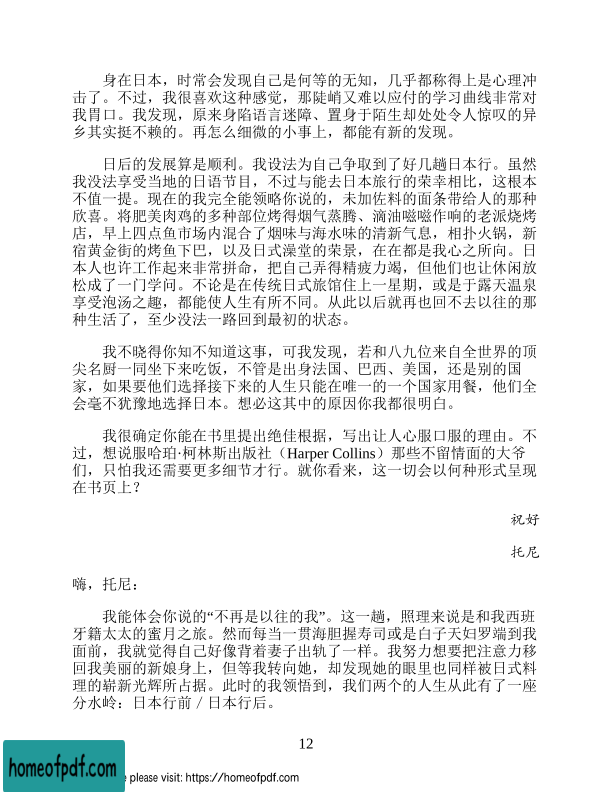 身在日本，时常会发现自己是何等的无知，几乎都称得上是心理冲
击了。不过，我很喜欢这种感觉，那陡峭又难以应付的学习曲线非常对
我胃口。我发现，原来身陷语言迷障、置身于陌生却处处令人惊叹的异
乡其实挺不赖的。再怎么细微的小事上，都能有新的发现。
日后的发展算是顺利。我设法为自己争取到了好几趟日本行。虽然
我没法享受当地的日语节目，不过与能去日本旅行的荣幸相比，这根本
不值一提。现在的我完全能领略你说的，未加佐料的面条带给人的那种
欣喜。将肥美肉鸡的多种部位烤得烟气蒸腾、滴油嗞嗞作响的老派烧烤
店，早上四点鱼市场内混合了烟味与海水味的清新气息，相扑火锅，新
宿黄金街的烤鱼下巴，以及日式澡堂的荣景，在在都是我心之所向。日
本人也许工作起来非常拼命，把自己弄得精疲力竭，但他们也让休闲放
松成了一门学问。不论是在传统日式旅馆住上一星期，或是于露天温泉
享受泡汤之趣，都能使人生有所不同。从此以后就再也回不去以往的那
种生活了，至少没法一路回到最初的状态。
我不晓得你知不知道这事，可我发现，若和八九位来自全世界的顶
尖名厨一同坐下来吃饭，不管是出身法国、巴西、美国，还是别的国
家，如果要他们选择接下来的人生只能在唯一的一个国家用餐，他们全
会毫不犹豫地选择日本。想必这其中的原因你我都很明白。
我很确定你能在书里提出绝佳根据，写出让人心服口服的理由。不
过，想说服哈珀·柯林斯出版社（Harper Collins）那些不留情面的大爷
们，只怕我还需要更多细节才行。就你看来，这一切会以何种形式呈现
在书页上？
祝好
托尼
嗨，托尼：
我能体会你说的“不再是以往的我”。这一趟，照理来说是和我西班
牙籍太太的蜜月之旅。然而每当一贯海胆握寿司或是白子天妇罗端到我
面前，我就觉得自己好像背着妻子出轨了一样。我努力想要把注意力移
回我美丽的新娘身上，但等我转向她，却发现她的眼里也同样被日式料
理的崭新光辉所占据。此时的我领悟到，我们两个的人生从此有了一座
分水岭：日本行前／日本行后。
12
homeofpdf.com
please visit: https://homeofpdf.com